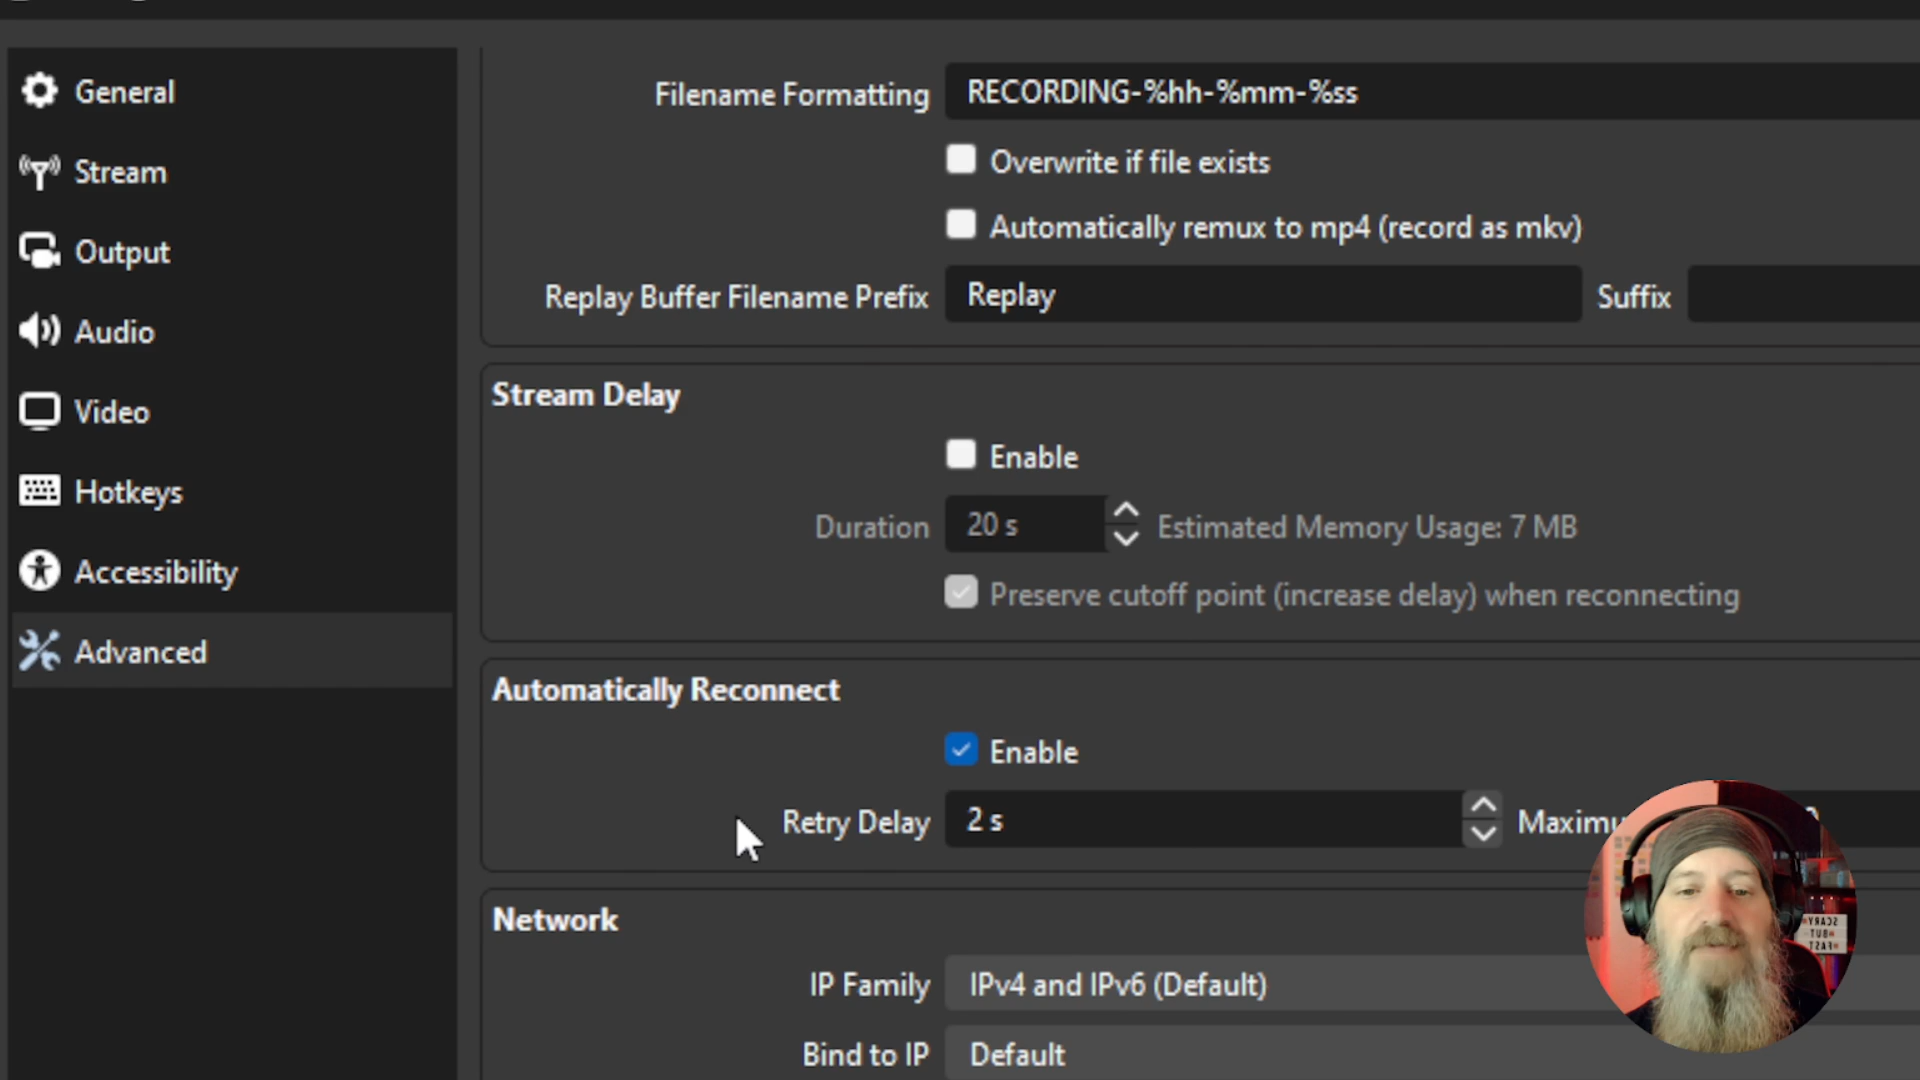 General
Stream
Output
Audio
Video
Hotkeys
Accessibility
Advanced
Filename Formatting RECORDING-%hh-%mm-%ss
Overwrite if file exists
Automatically remux to mp4 (record as mkv)
Replay Buffer Filename Prefix Replay Suffix
Stream Delay
Enable
Duration 20 s Estimated Memory Usage: 7 MB
Preserve cutoff point (increase delay) when reconnecting
Automatically Reconnect
Enable
Retry Delay 2 s
Network
IP Family IPv4 and IPv6 (Default)
Bind to IP Default
SCARY
BUT
FAST